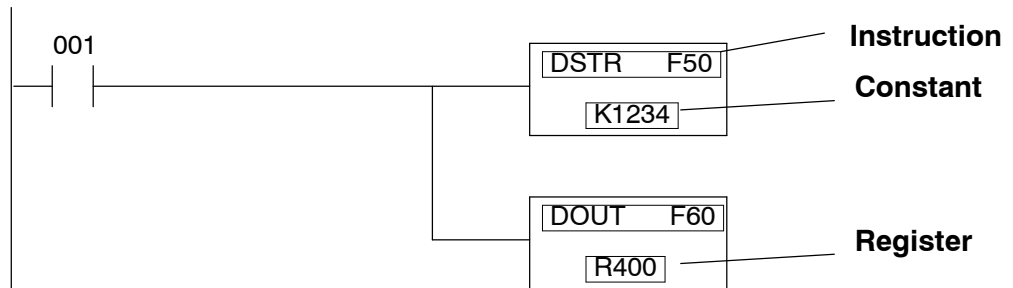 001
DSTR F50
Instruction
K1234
Constant
DOUT F60
R400
Register